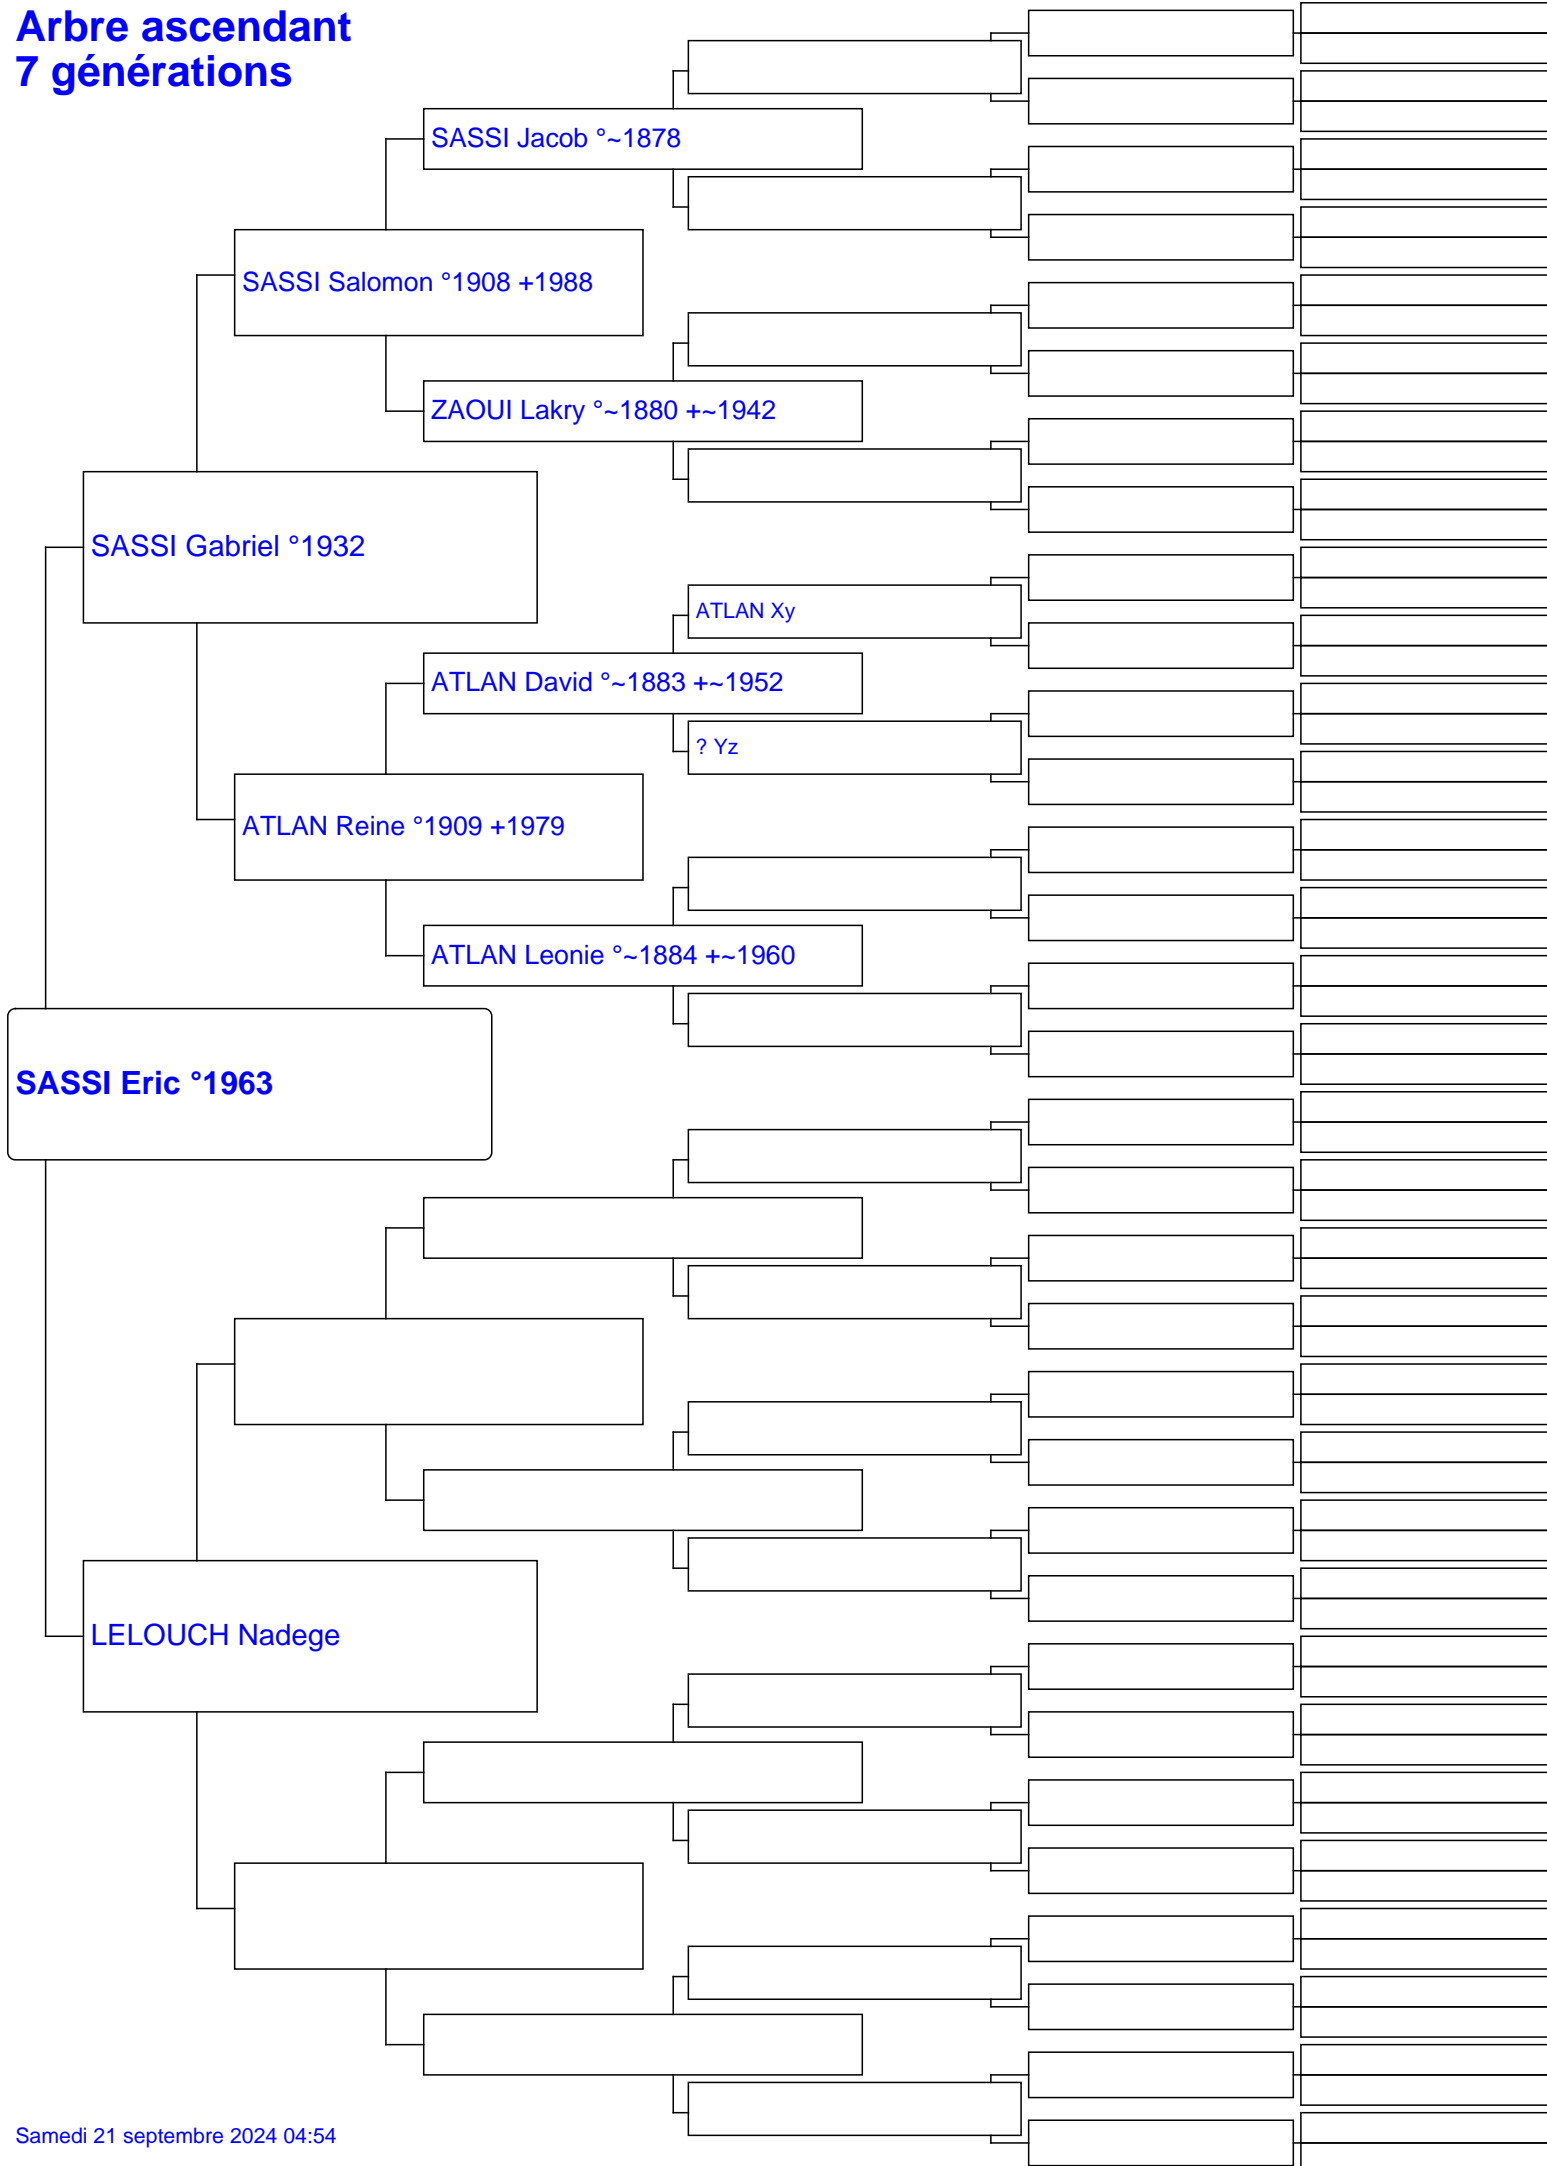 Arbre ascendant
7 générations
SASSI Jacob °~1878
SASSI Salomon °1908 +1988
ZAOUI Lakry °~1880 +~1942
SASSI Gabriel °1932
ATLAN Xy
ATLAN David °~1883 +~1952
? Yz
ATLAN Reine °1909 +1979
ATLAN Leonie °~1884 +~1960
SASSI Eric °1963
LELOUCH Nadege
Samedi 21 septembre 2024 04:54